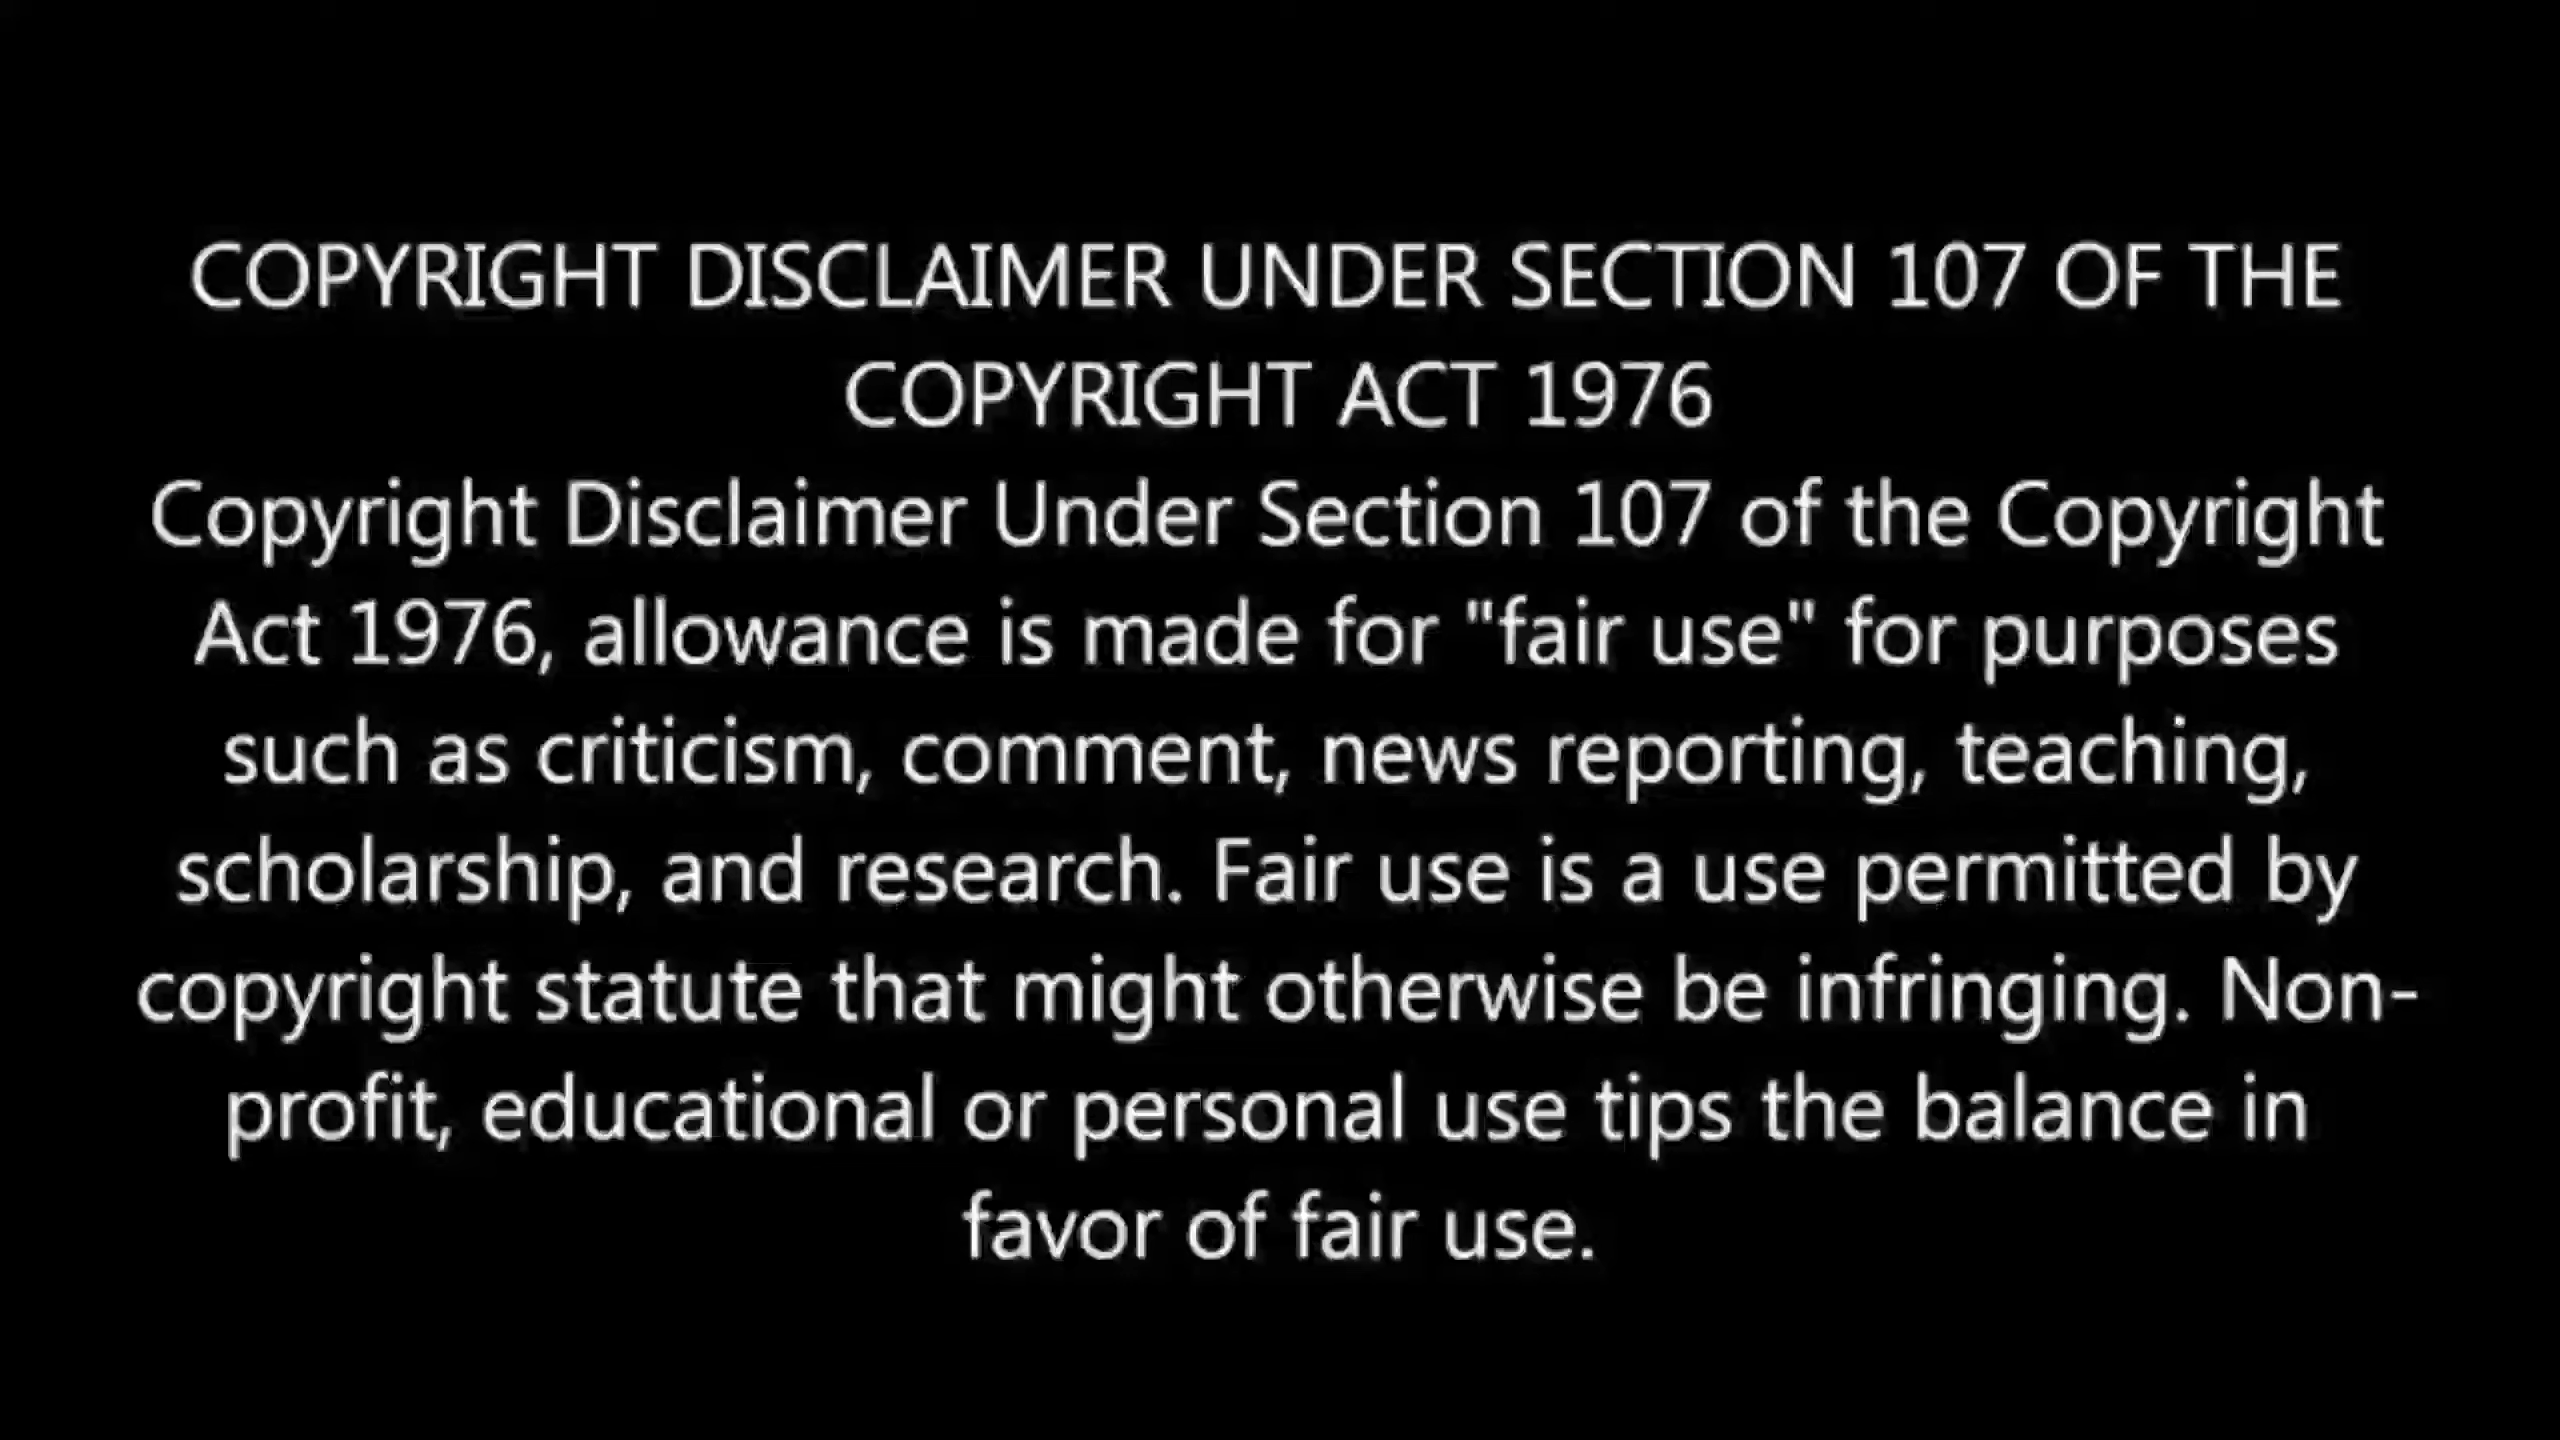 COPYRIGHT DISCLAIMER UNDER SECTION 107 OF THE
COPYRIGHT ACT 1976
Copyright Disclaimer Under Section 107 of the Copyright
Act 1976, allowance is made for "fair use" for purposes
such as criticism, comment, news reporting, teaching,
scholarship, and research. Fair use is a use permitted by
copyright statute that might otherwise be infringing. Non-
profit, educational or personal use tips the balance in
favor of fair use.